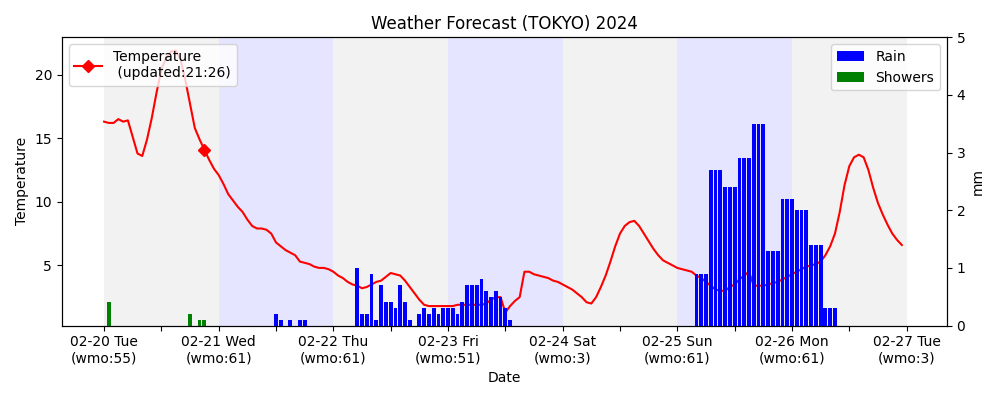 Weather Forecast (TOKYO) 2024
Temperature
(updated:21:26)
Rain
Showers
20
15
10
5
Temperature
5
4
3
2
1
0
mm
02-20 Tue
(wmo:55)
02-21 Wed
(wmo:61)
02-22 Thu
(wmo:61)
02-23 Fri
(wmo:51)
02-24 Sat
(wmo:3)
02-25 Sun
(wmo:61)
02-26 Mon
(wmo:61)
02-27 Tue
(wmo:3)
Date